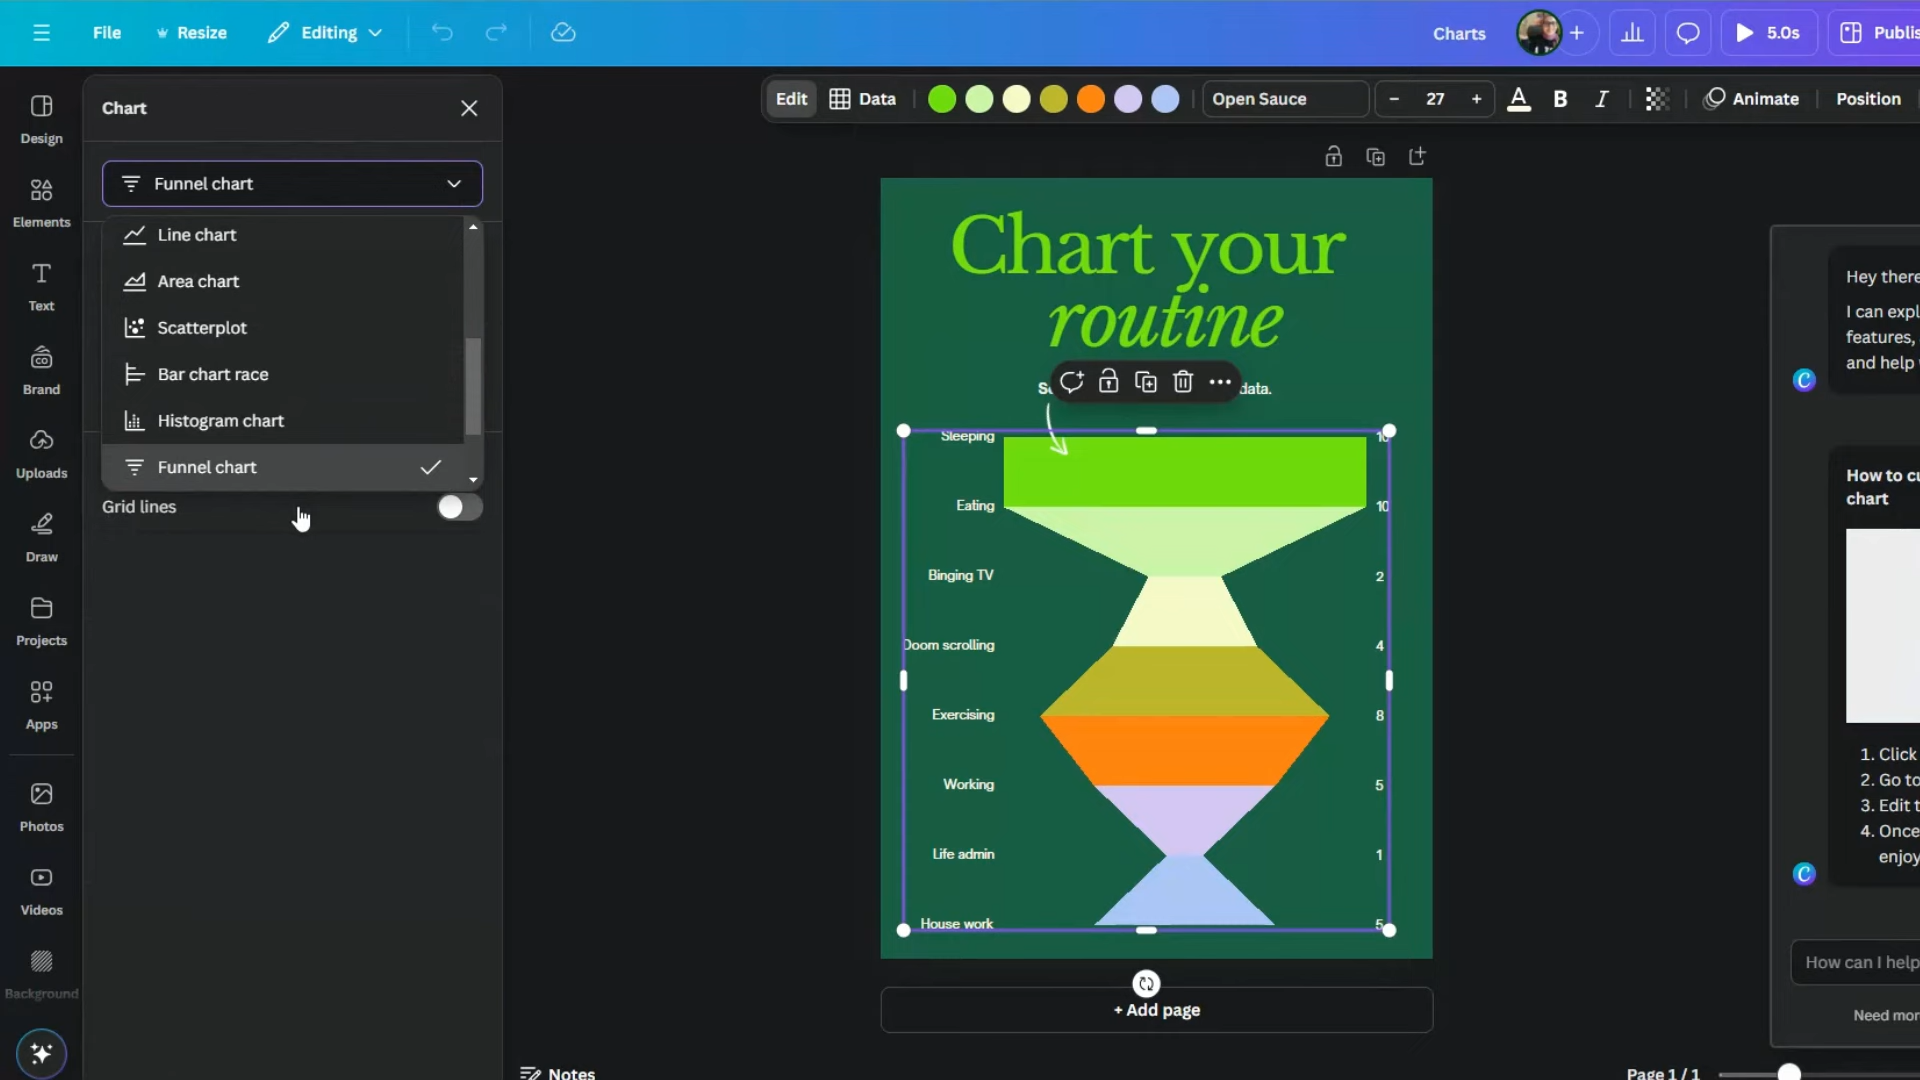 File
Resize
Editing
Charts
5.0s
Design
Elements
Text
Brand
Uploads
Draw
Projects
Apps
Photos
Videos
Background
Chart
Funnel chart
Line chart
Area chart
Scatterplot
Bar chart race
Histogram chart
Funnel chart
Grid lines
Edit
Data
Open Sauce
- 27 +
A B I
Animate
Position
Chart your
routine
data.
Sleeping
Eating 10
Binging TV 2
Doom scrolling 4
Exercising 8
Working 5
Life admin 1
House work 5
+ Add page
Notes
Page 1 / 1
Hey there
I can
features,
and help
How to
chart
1. Click
2. Go to
3. Edit
4. Once
enjoy
How can I help
Need